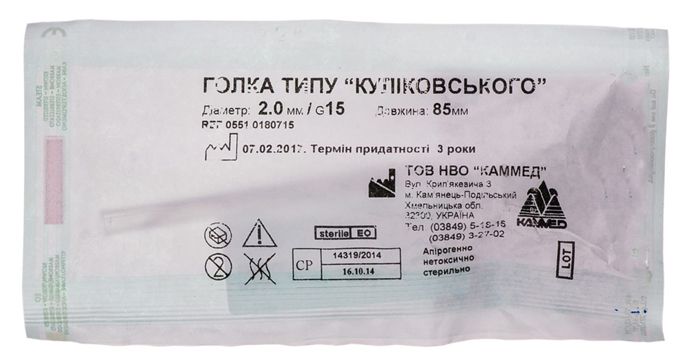 ГОЛКА ТИПУ “КУЛІКОВСЬКОГО”
Діаметр: 2.0 мм / G15 Довжина: 85мм
REF 0551 0180715
07.02.2017. Термін придатності 3 роки
ТОВ НВО “КАММЕД”
Вул. Крип'якевича 3
м. Кам'янець-Подільський
Хмельницька обл.
32300, УКРАЇНА
Тел. (03849) 5-18-15
(03849) 3-27-02
КАММЕД
sterile EO
СР 14319/2014
16.10.14
Апірогенно
нетоксично
стерильно
LOT